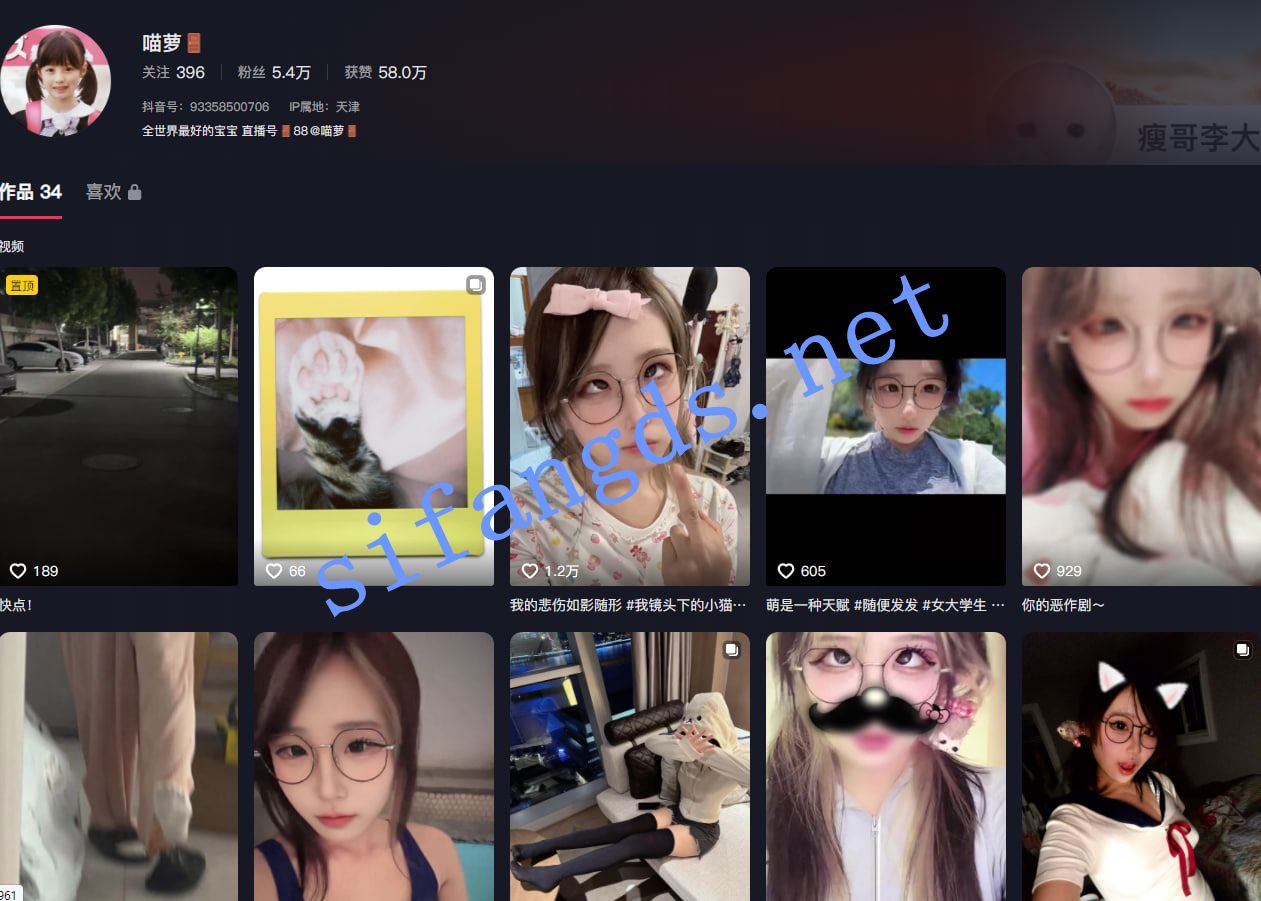 喵萝🚪
关注 396 粉丝 5.4万 获赞 58.0万
抖音号：93358500706 IP属地：天津
全世界最好的宝宝 直播号🚪88@喵萝🚪
瘦哥李大
作品 34 喜欢
视频
置顶
sifangds.net
189
66
1.2万
605
929
快点！
我的悲伤如影随形 #我镜头下的小猫…
萌是一种天赋 #随便发发 #女大学生 …
你的恶作剧～
961